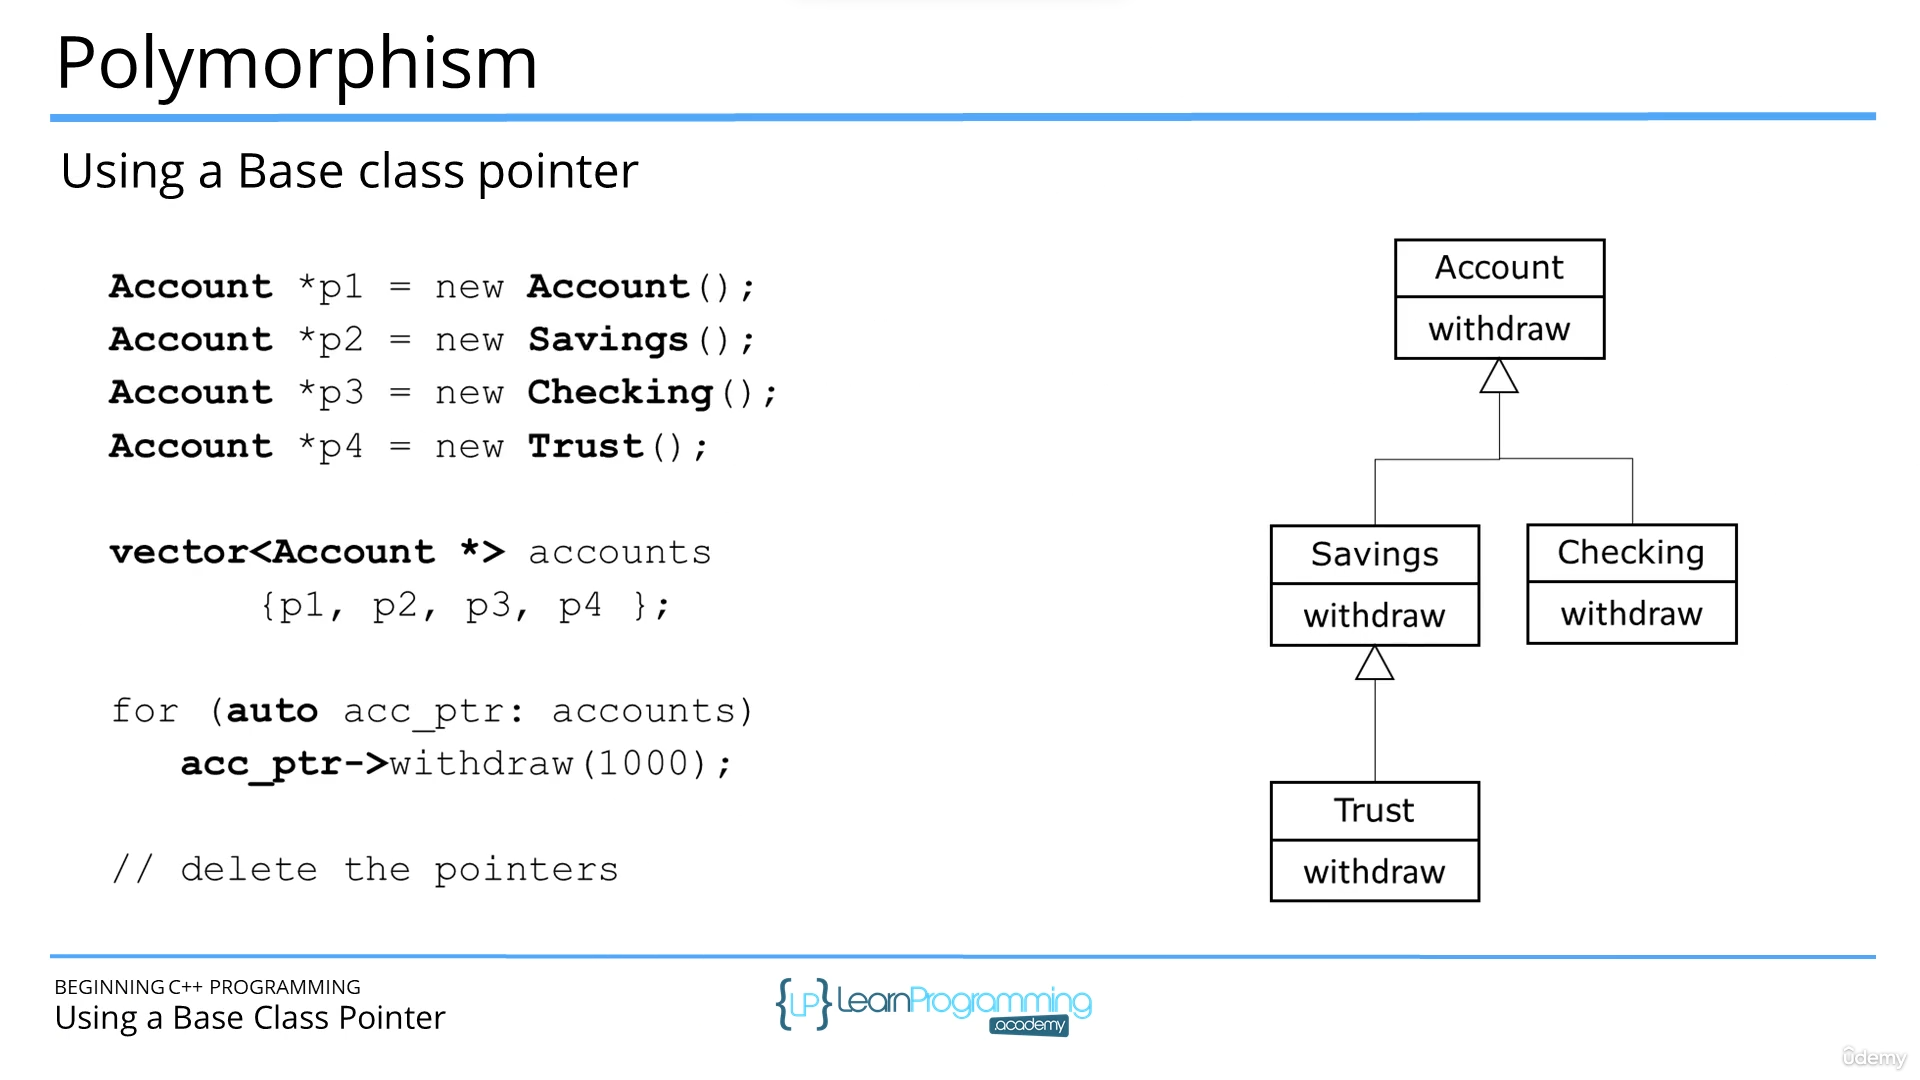 Polymorphism
Using a Base class pointer
Account *p1 = new Account();
Account *p2 = new Savings();
Account *p3 = new Checking();
Account *p4 = new Trust();
vector<Account *> accounts
{p1, p2, p3, p4 };
for (auto acc_ptr: accounts)
acc_ptr->withdraw(1000);
// delete the pointers
Account
withdraw
Savings
withdraw
Checking
withdraw
Trust
withdraw
BEGINNING C++ PROGRAMMING
Using a Base Class Pointer
{LP} LearnProgramming
.academy
ûdemy